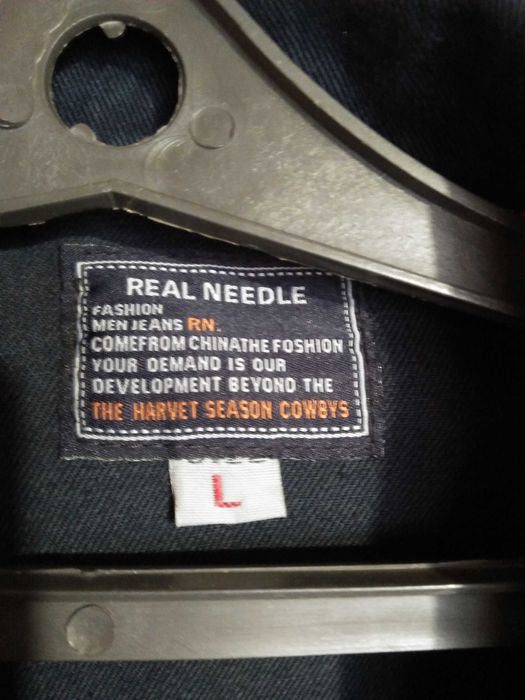 REAL NEEDLE
FASHION
MEN JEANS RN.
COMEFROM CHINATHE FOSHION
YOUR DEMAND IS OUR
DEVELOPMENT BEYOND THE
THE HARVET SEASON COWBYS
L